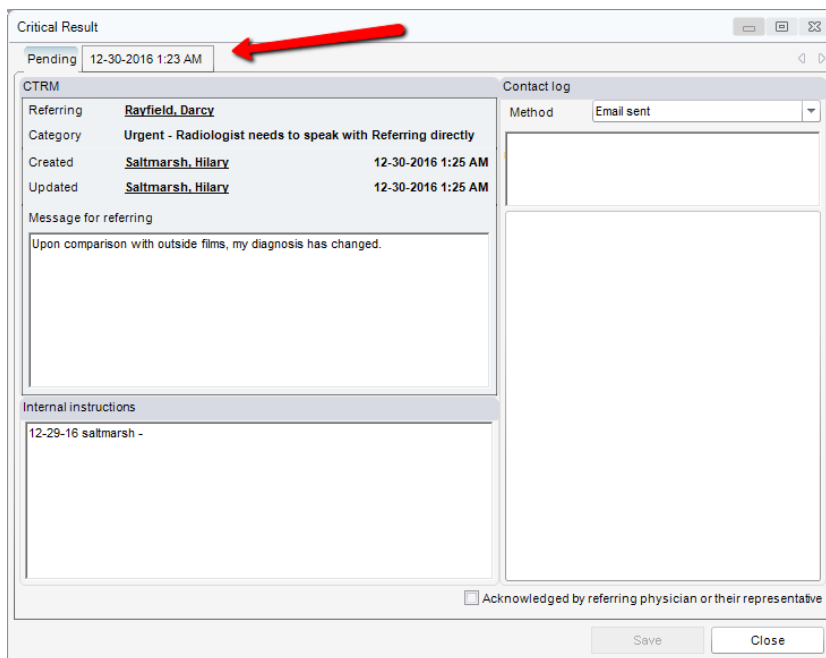 Critical Result
Pending 12-30-2016 1:23 AM
CTRM
Referring Rayfield, Darcy
Category Urgent - Radiologist needs to speak with Referring directly
Created Saltmarsh, Hilary 12-30-2016 1:25 AM
Updated Saltmarsh, Hilary 12-30-2016 1:25 AM
Message for referring
Upon comparison with outside films, my diagnosis has changed.
Internal instructions
12-29-16 saltmarsh -
Contact log
Method Email sent
Acknowledged by referring physician or their representative
Save Close